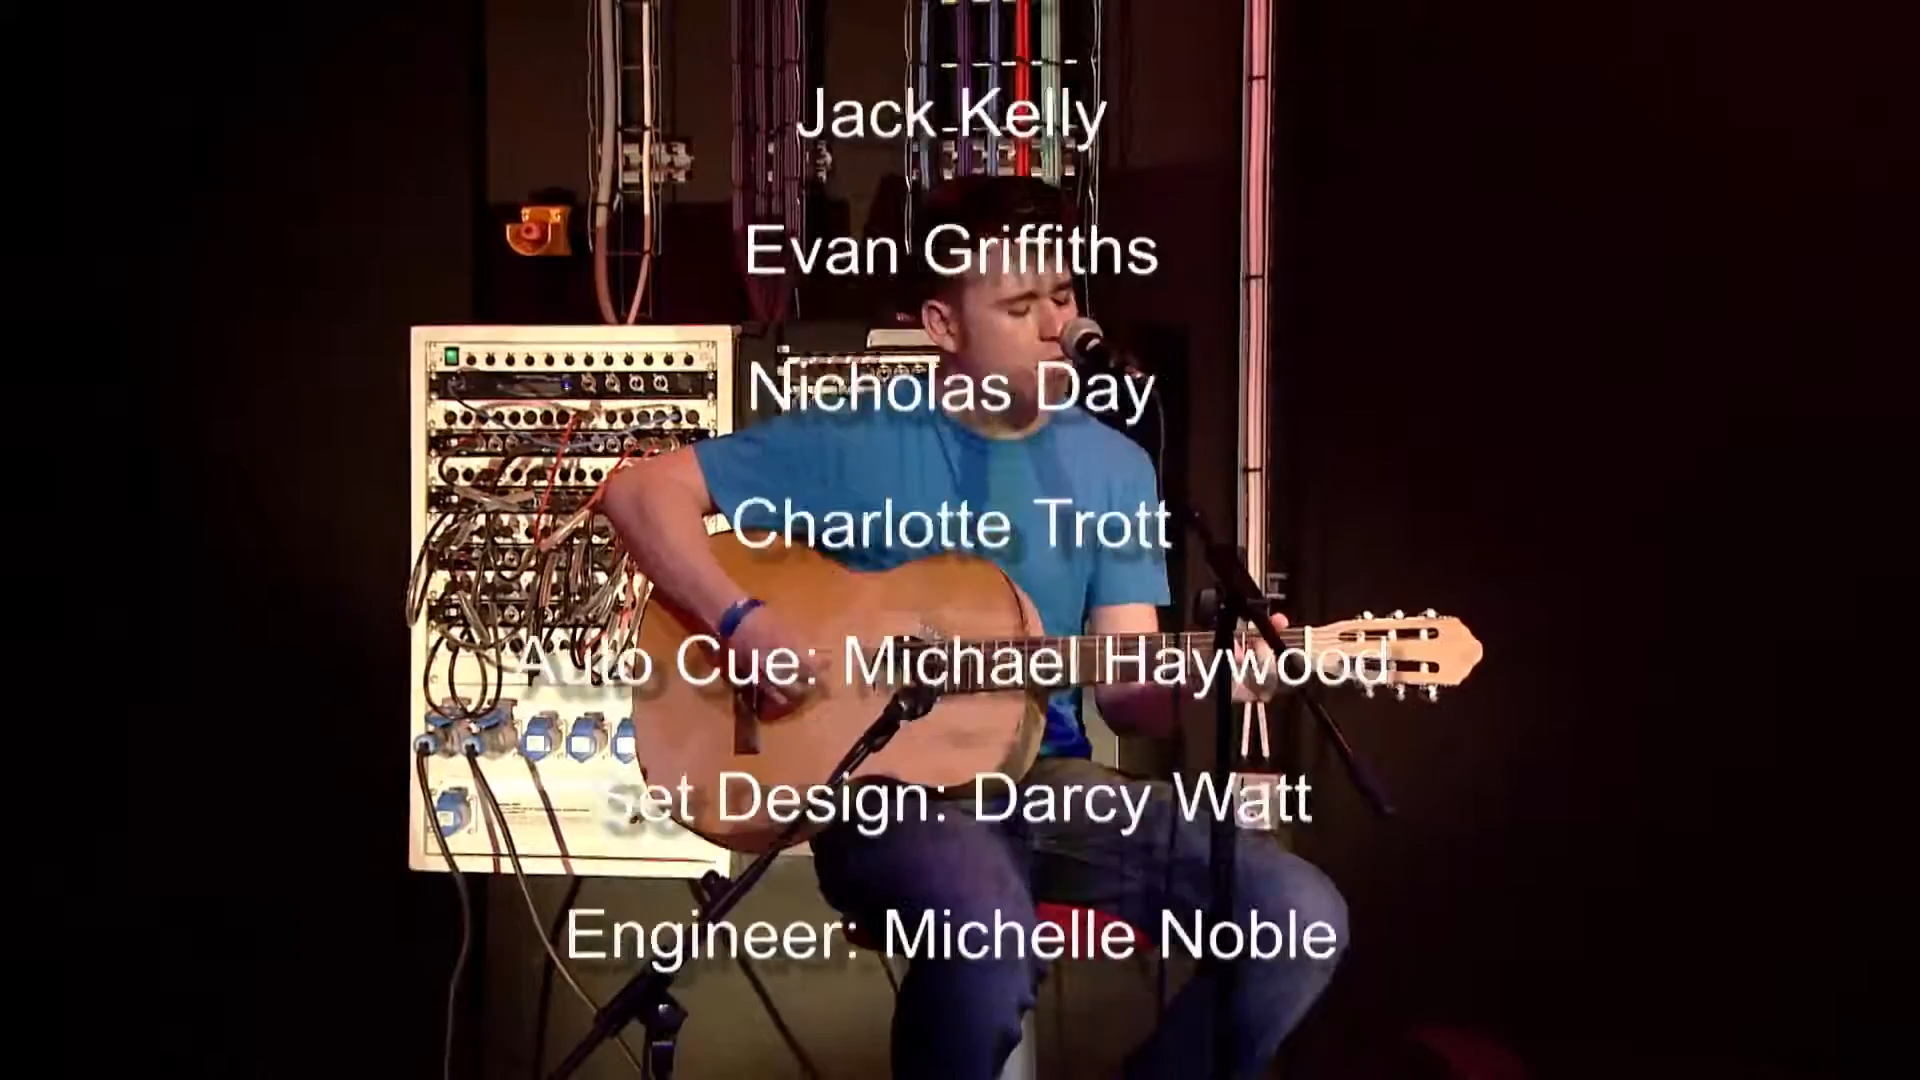 Jack Kelly
Evan Griffiths
Nicholas Day
Charlotte Trott
Auto Cue: Michael Haywood
Set Design: Darcy Watt
Engineer: Michelle Noble